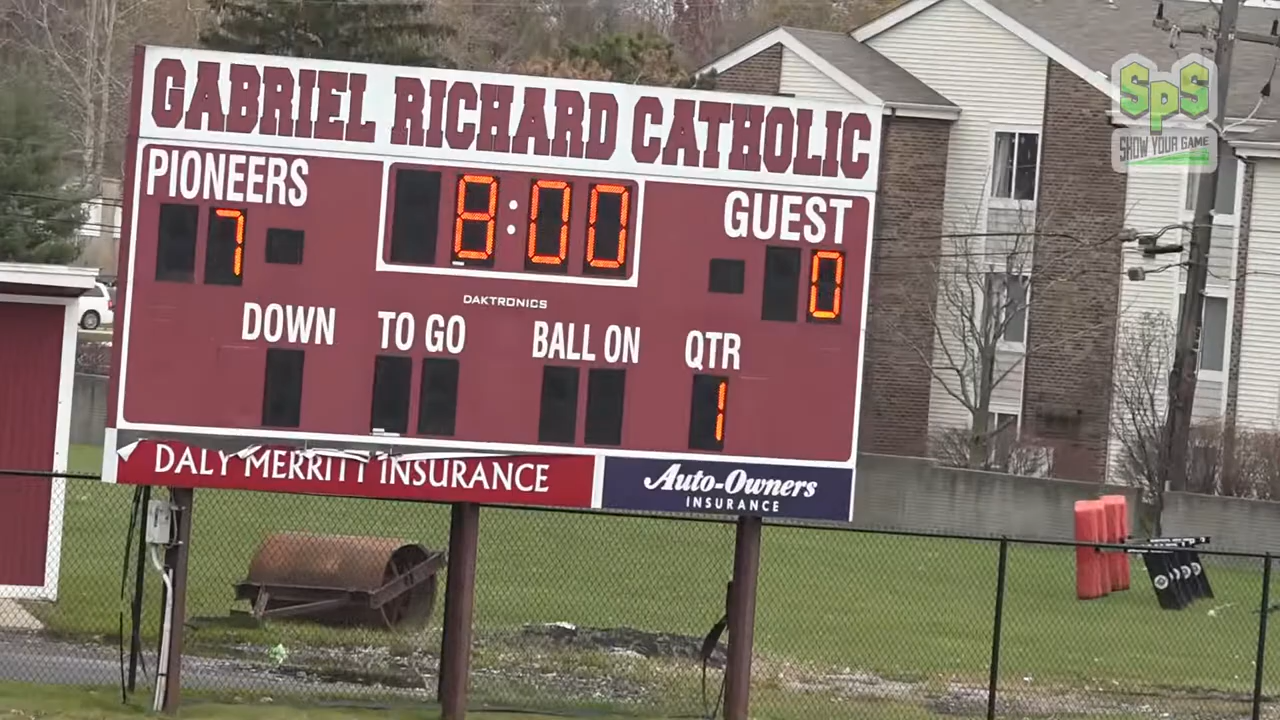 GABRIEL RICHARD CATHOLIC
PIONEERS
8:00
GUEST
7
0
DAKTRONICS
DOWN TO GO BALL ON QTR
1
DALY MERRITT INSURANCE
Auto-Owners
INSURANCE
SpS
SHOW YOUR GAME